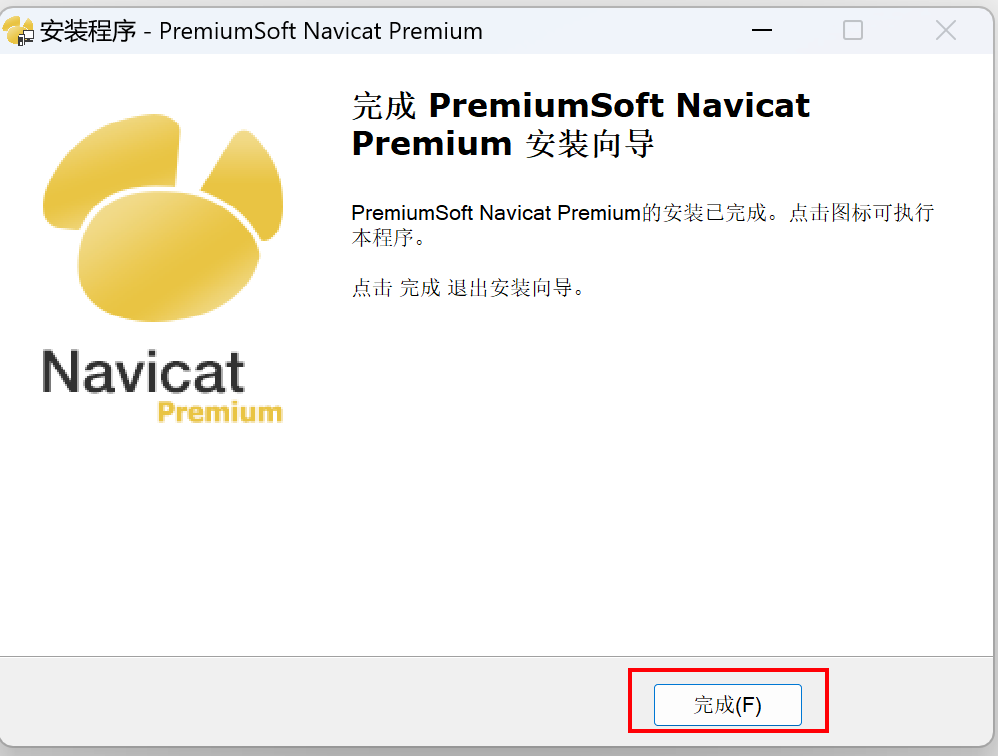 安装程序 - PremiumSoft Navicat Premium
完成 PremiumSoft Navicat
Premium 安装向导
PremiumSoft Navicat Premium的安装已完成。点击图标可执行
本程序。
点击 完成 退出安装向导。
Navicat
Premium
完成(F)